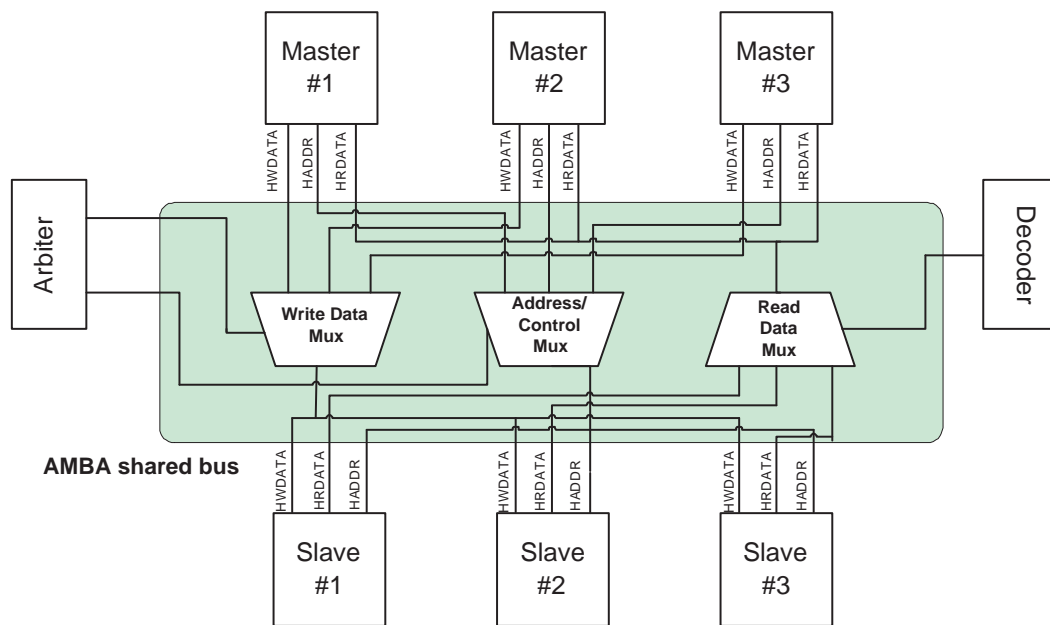 Master
#1
Master
#2
Master
#3
HWDATA
HADDR
HRDATA
HWDATA
HADDR
HRDATA
HWDATA
HADDR
HRDATA
Arbiter
Decoder
Write Data
Mux
Address/
Control
Mux
Read
Data
Mux
AMBA shared bus
HWDATA
HRDATA
HADDR
HWDATA
HRDATA
HADDR
HWDATA
HRDATA
HADDR
Slave
#1
Slave
#2
Slave
#3